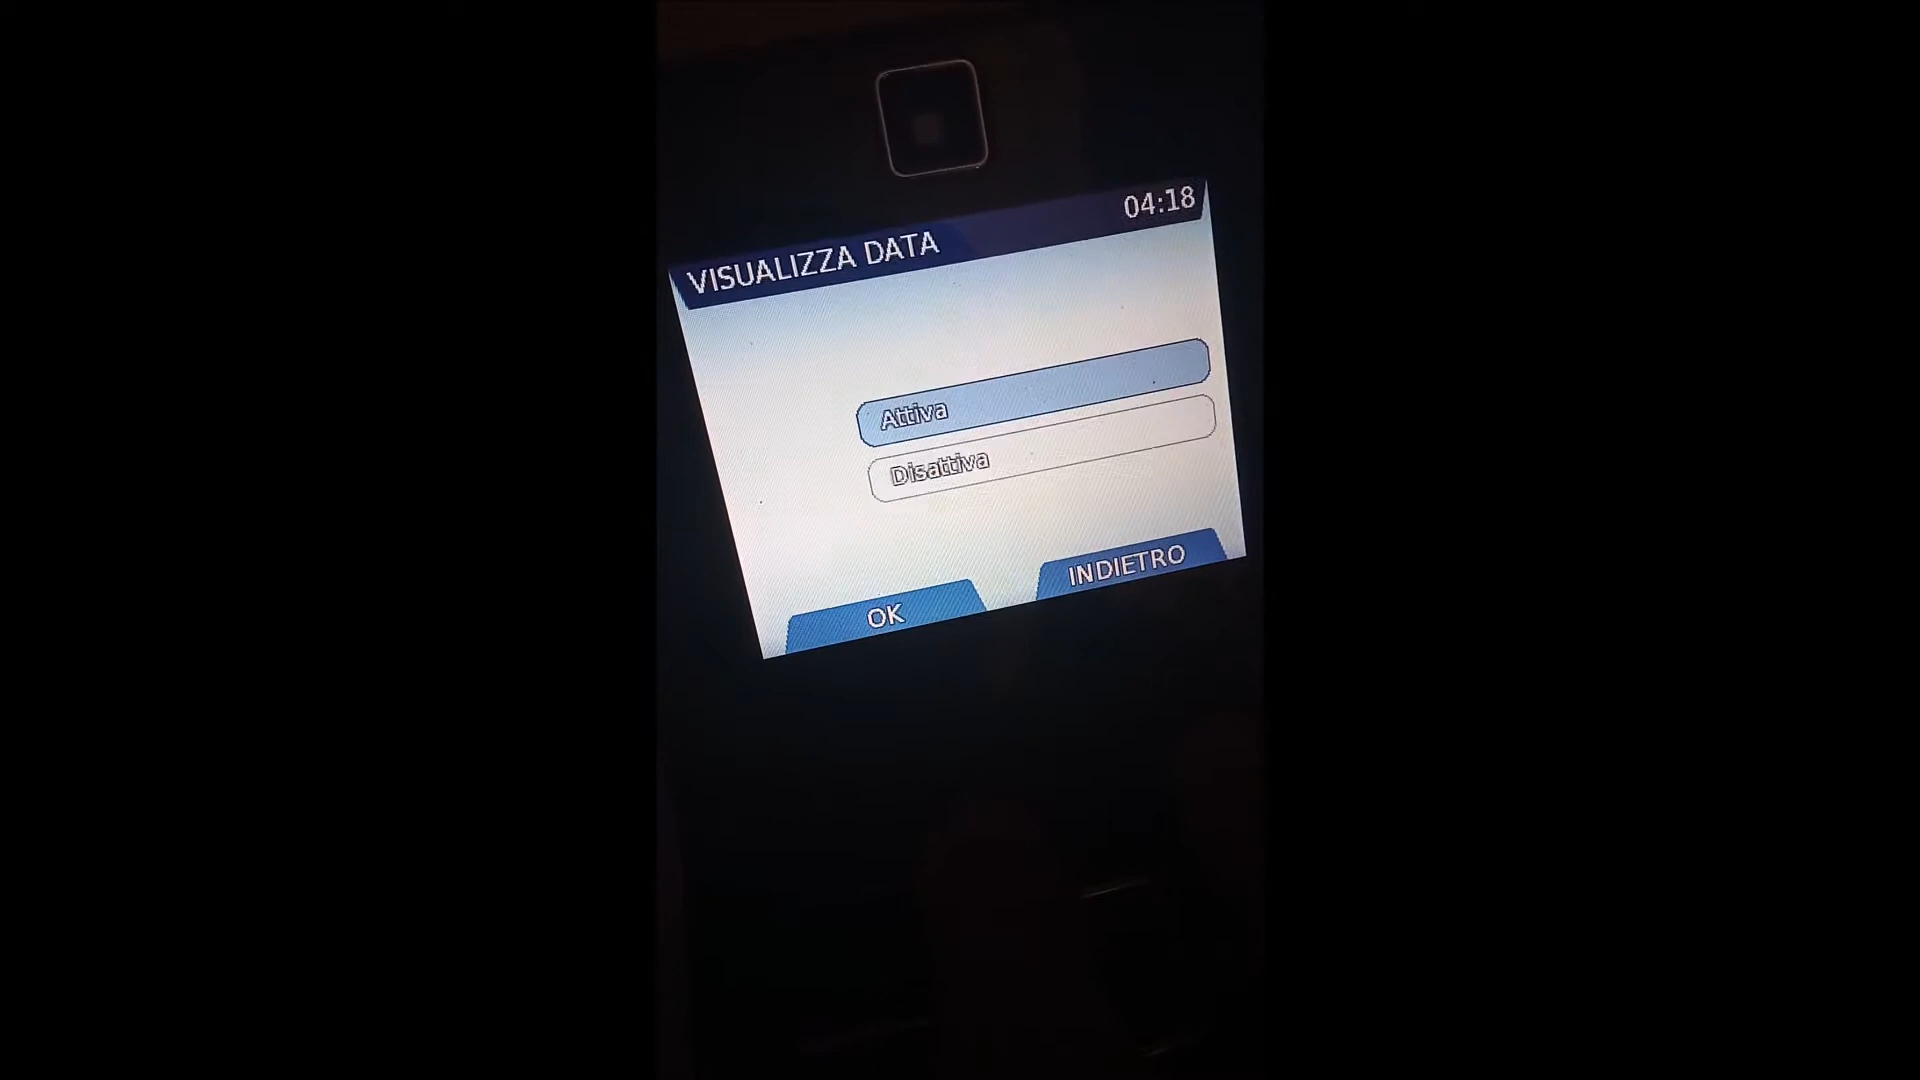 04:18
VISUALIZZA DATA
Attiva
Disattiva
OK
INDIETRO